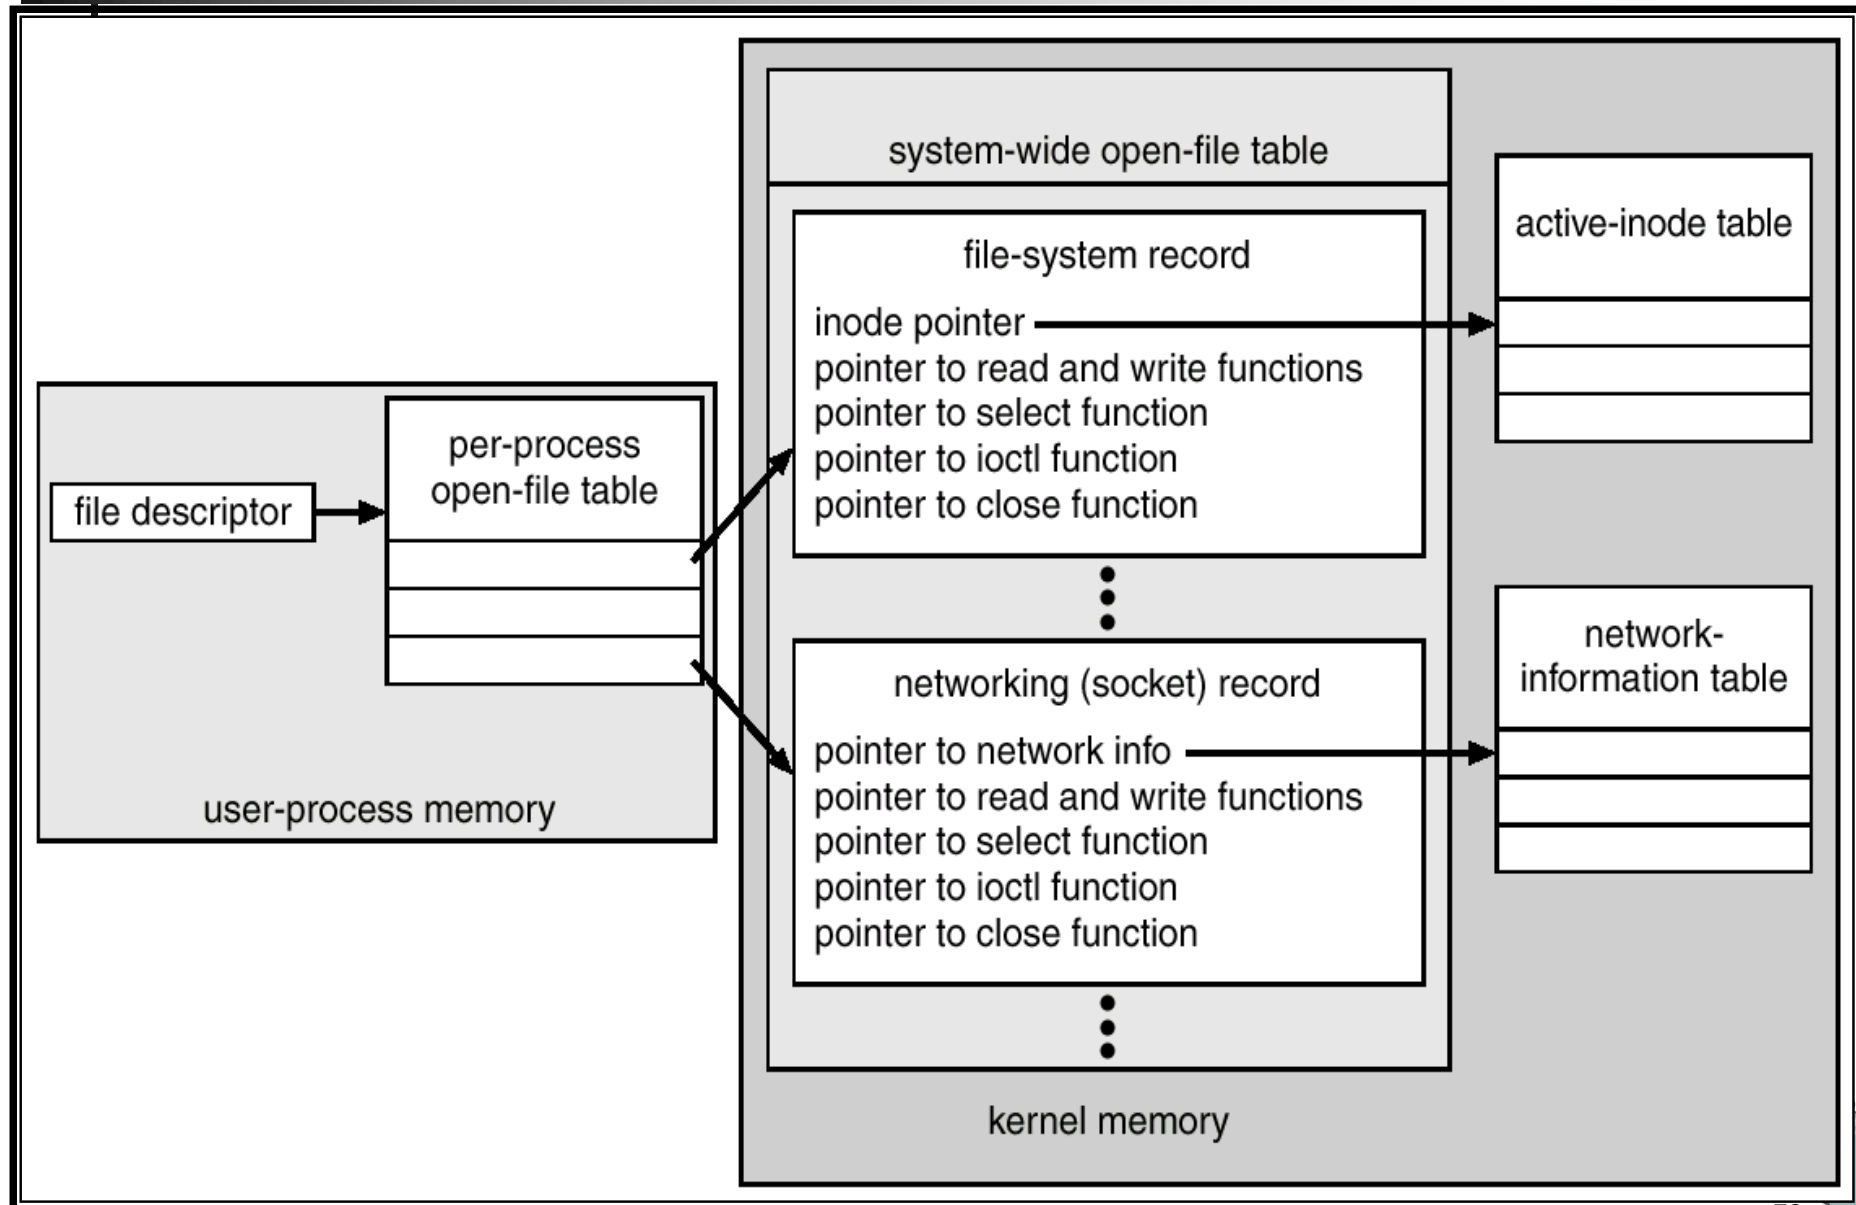 system-wide open-file table
file-system record
inode pointer
pointer to read and write functions
pointer to select function
pointer to ioctl function
pointer to close function
active-inode table
file descriptor
per-process
open-file table
user-process memory
networking (socket) record
pointer to network info
pointer to read and write functions
pointer to select function
pointer to ioctl function
pointer to close function
network-
information table
kernel memory